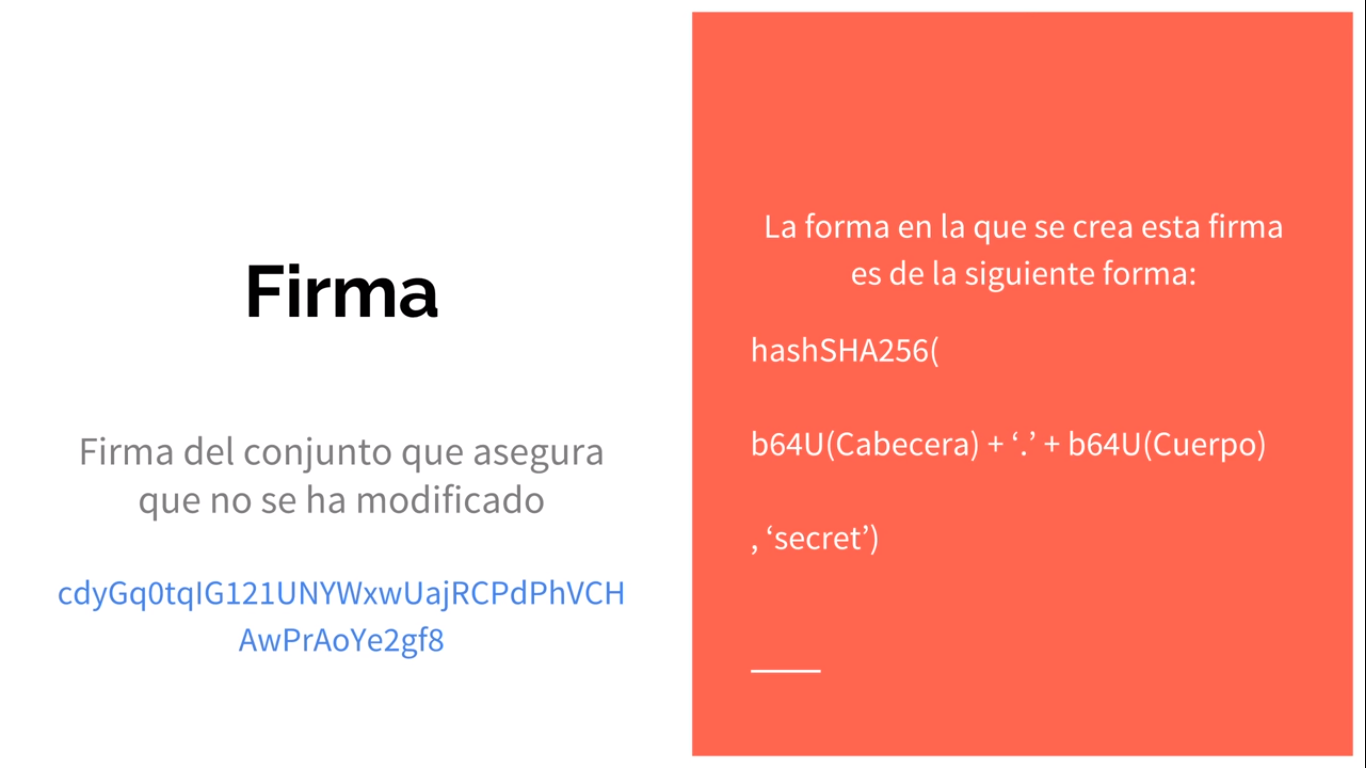 Firma
Firma del conjunto que asegura
que no se ha modificado
cdyGq0tqIG121UNYWxwUajRCPdPhVCH
AwPrAoYe2gf8
La forma en la que se crea esta firma
es de la siguiente forma:
hashSHA256(
b64U(Cabecera) + ‘.’ + b64U(Cuerpo)
, ‘secret’)